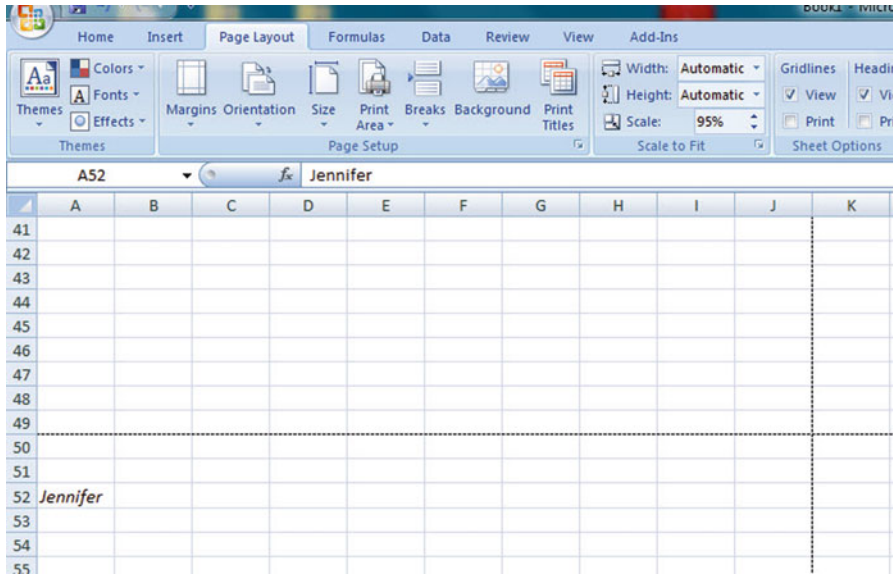 Home Insert Page Layout Formulas Data Review View Add-Ins
Aa
Themes
Colors
A Fonts
Effects
Themes
Margins Orientation Size Print Area Breaks Background Print Titles
Page Setup
Width: Automatic
Height: Automatic
Scale: 95%
Scale to Fit
Gridlines
View
Print
Sheet Options
A52 fx Jennifer
A B C D E F G H I J K
41
42
43
44
45
46
47
48
49
50
51
52 Jennifer
53
54
55